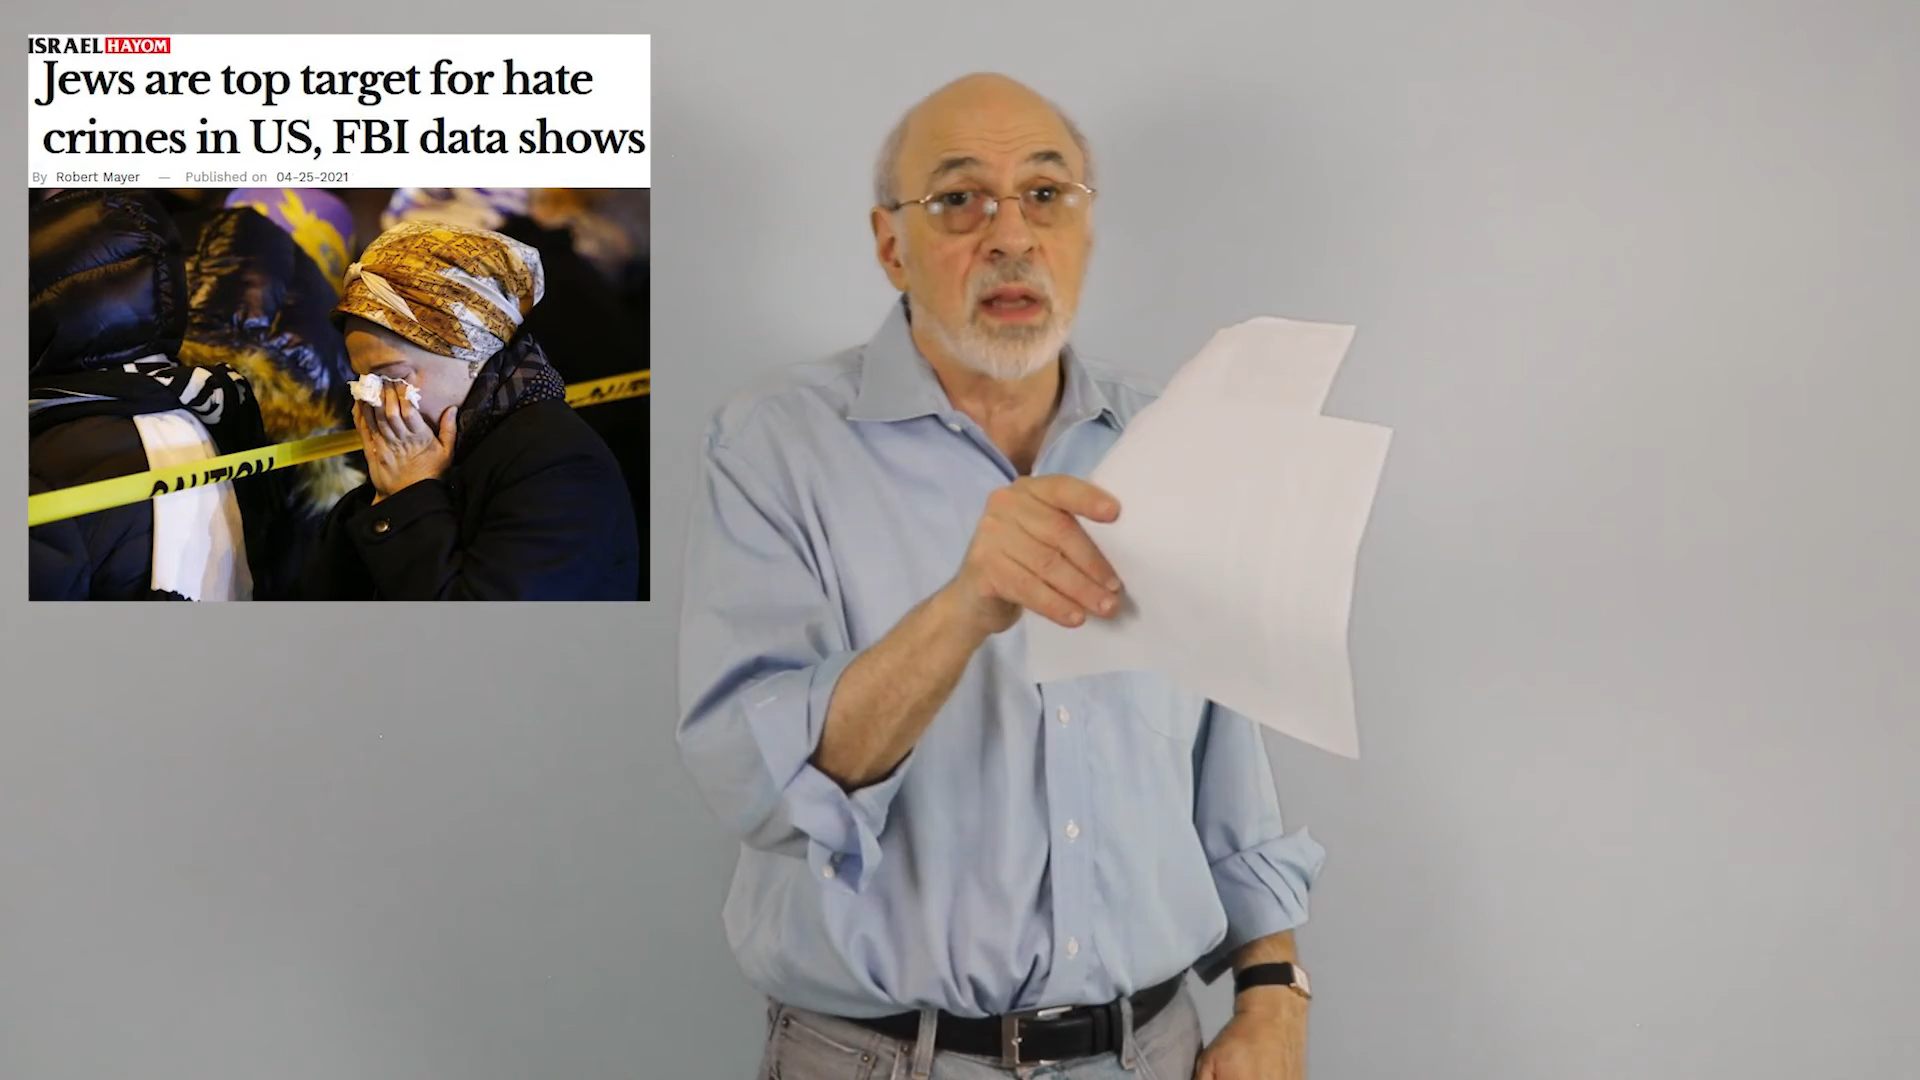 ISRAEL HAYOM
Jews are top target for hate
crimes in US, FBI data shows
By Robert Mayer — Published on 04-25-2021
CAUTION